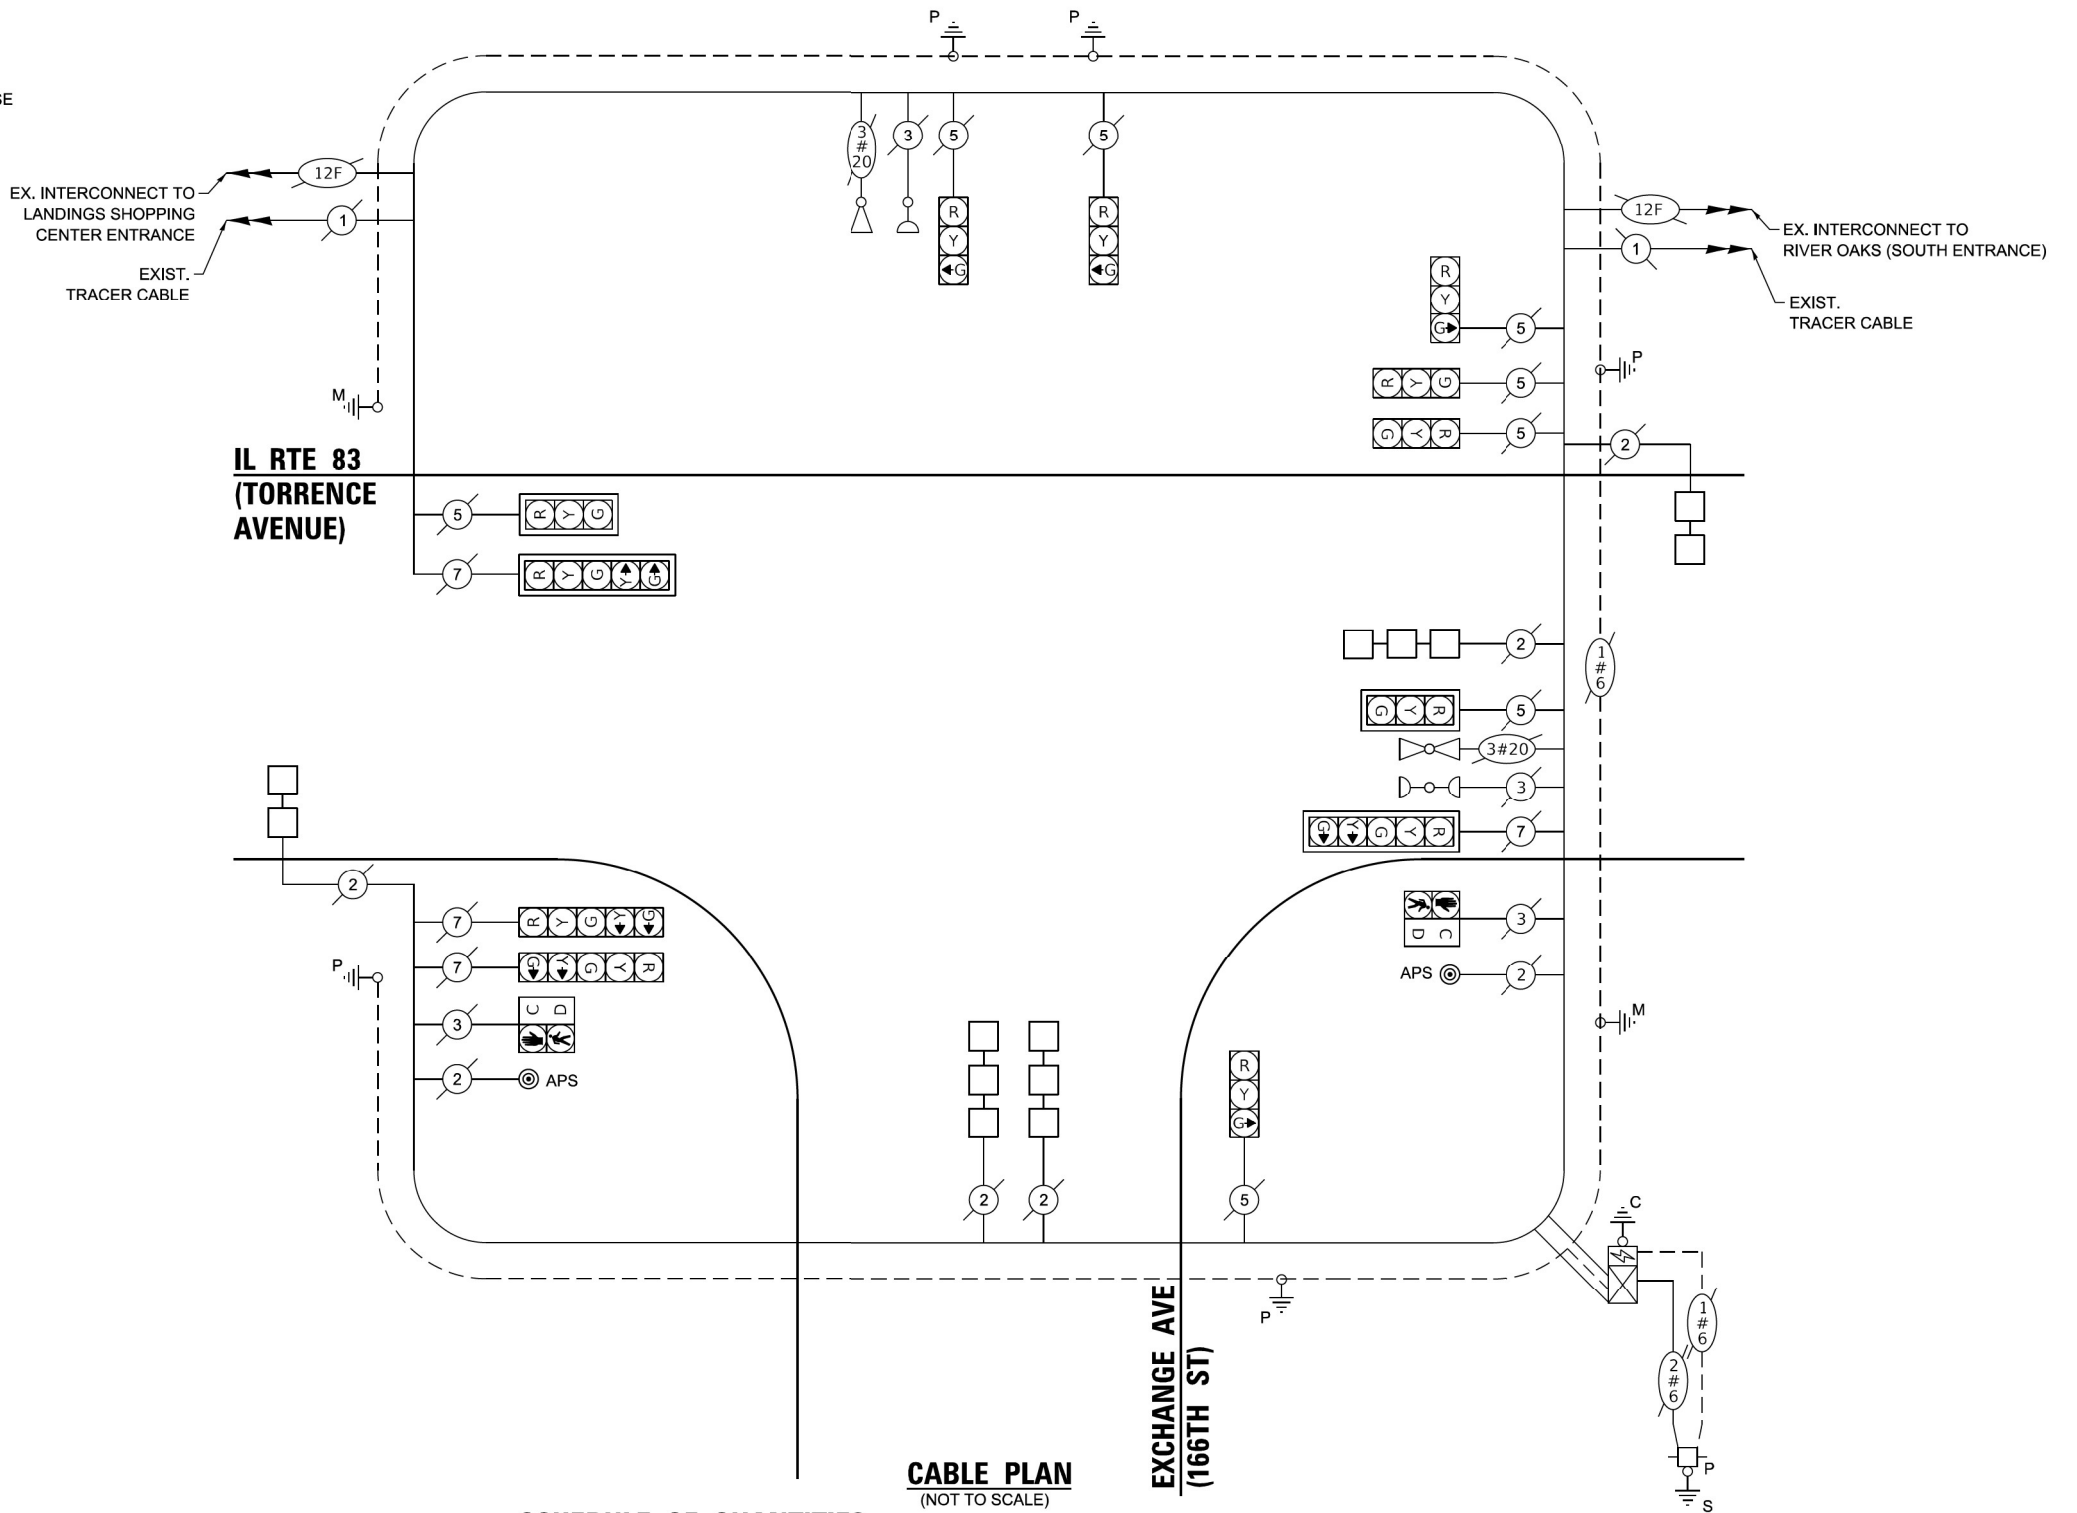 P
P
SE
3
#
20
3
5
5
12F
EX. INTERCONNECT TO
LANDINGS SHOPPING
CENTER ENTRANCE
1
EXIST.
TRACER CABLE
R
Y
G
R
Y
G
12F
EX. INTERCONNECT TO
RIVER OAKS (SOUTH ENTRANCE)
1
EXIST.
TRACER CABLE
R
Y
G
5
P
R Y G
5
G Y R
5
2
M
IL RTE 83
(TORRENCE
AVENUE)
5
R Y G
7
R Y G Y G
2
1
#
6
G Y R
5
3#20
3
G Y G Y R
7
2
7
R Y G Y G
7
G Y G Y R
P
3
C D
2
APS
D C
3
APS
2
M
R
Y
G
2
2
5
C
P
1
#
6
2
#
6
P
S
EXCHANGE AVE
(166TH ST)
CABLE PLAN
(NOT TO SCALE)